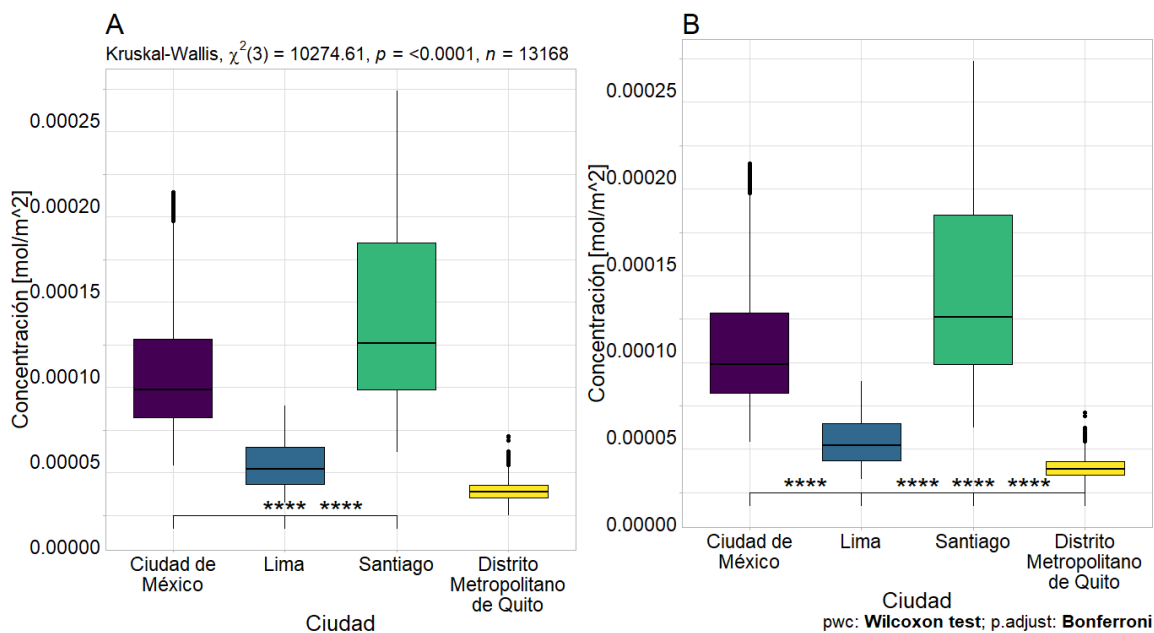 A
Kruskal-Wallis, χ²(3) = 10274.61, p = <0.0001, n = 13168
Concentración [mol/m^2]
0.00025
0.00020
0.00015
0.00010
0.00005
0.00000
**** ****
Ciudad de México
Lima
Santiago
Distrito Metropolitano de Quito
Ciudad
B
Concentración [mol/m^2]
0.00025
0.00020
0.00015
0.00010
0.00005
0.00000
**** **** **** ****
Ciudad de México
Lima
Santiago
Distrito Metropolitano de Quito
Ciudad
pwc: Wilcoxon test; p.adjust: Bonferroni